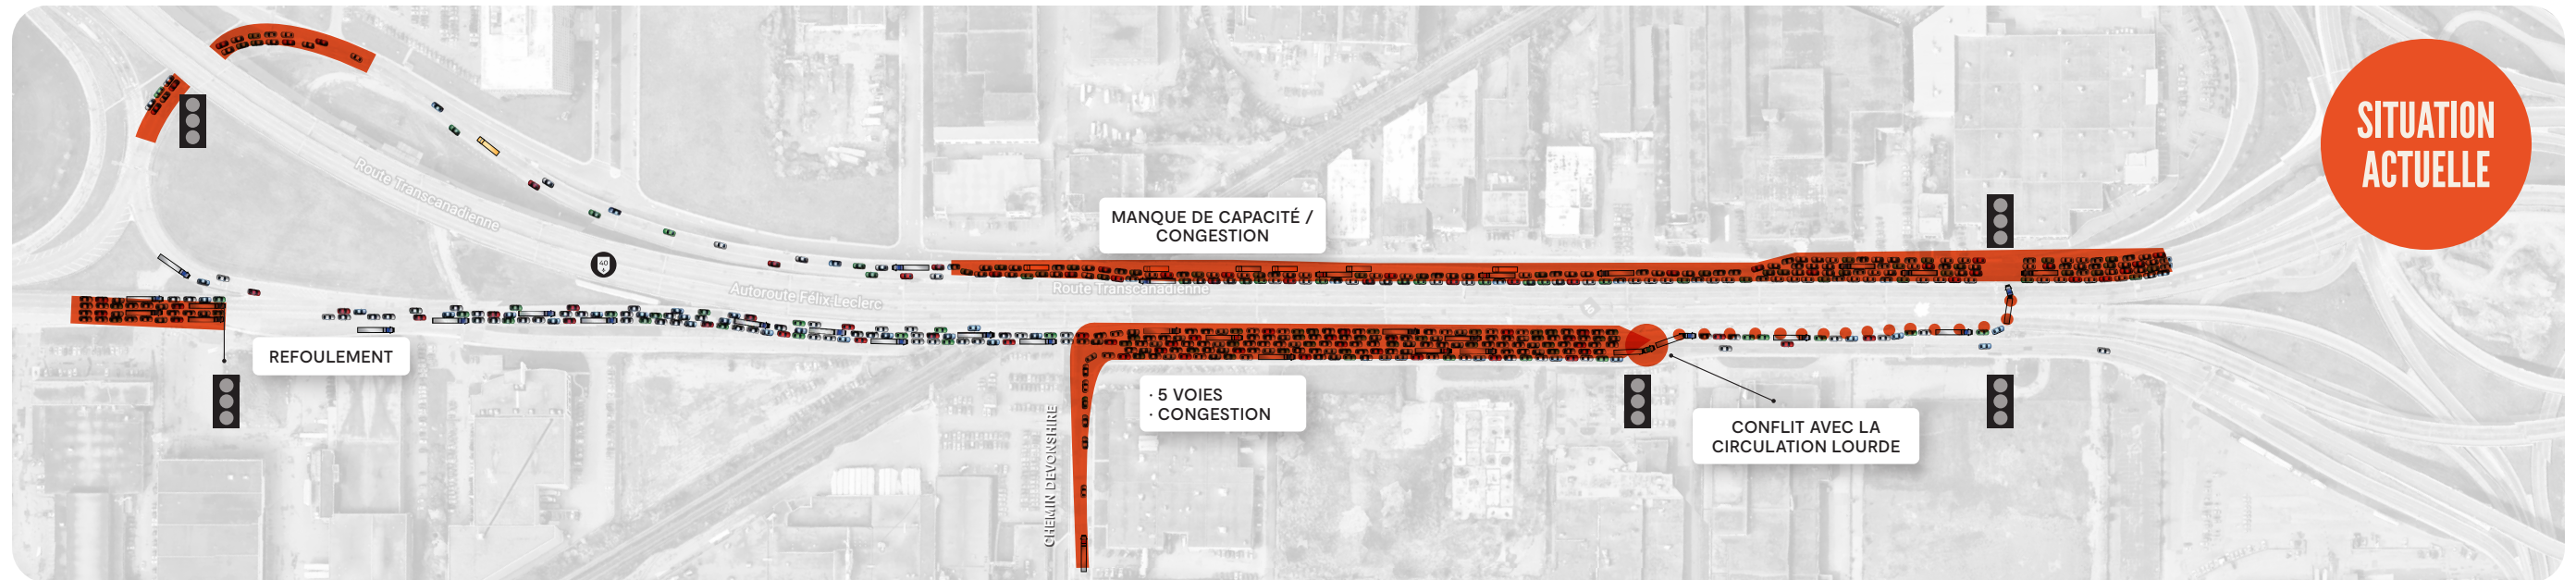 SITUATION
ACTUELLE
Route Transcanadienne
MANQUE DE CAPACITÉ /
CONGESTION
40
Autoroute Félix Leclerc
Route Transcanadienne
REFOULEMENT
· 5 VOIES
· CONGESTION
CONFLIT AVEC LA
CIRCULATION LOURDE
CHEMIN DEVONSHIRE